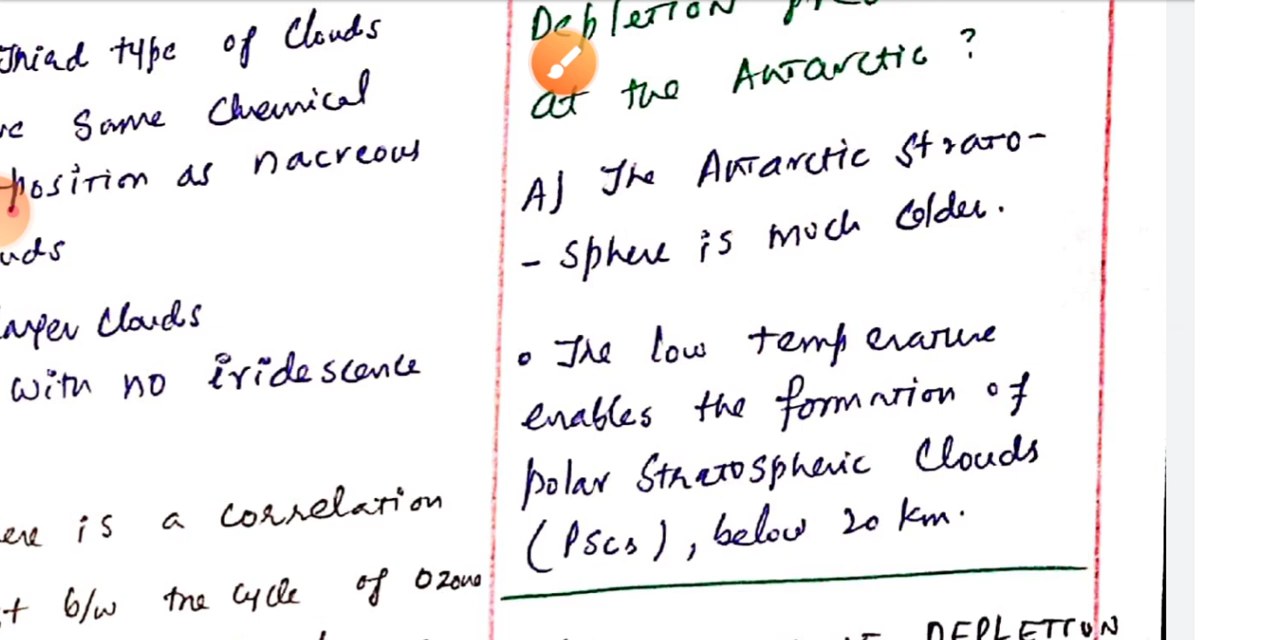 Third type of Clouds
Same Chemical
position as nacreous
uds
ayer Clouds
with no iridescence
ere is a correlation
t b/w the cycle of Ozone
Depletion
at the Antarctic ?
A) The Antarctic Strato-
- Sphere is much Colder.
• The low temperature
enables the formation of
polar Stratospheric Clouds
(PSCs), below 20 km.
DEPLETION